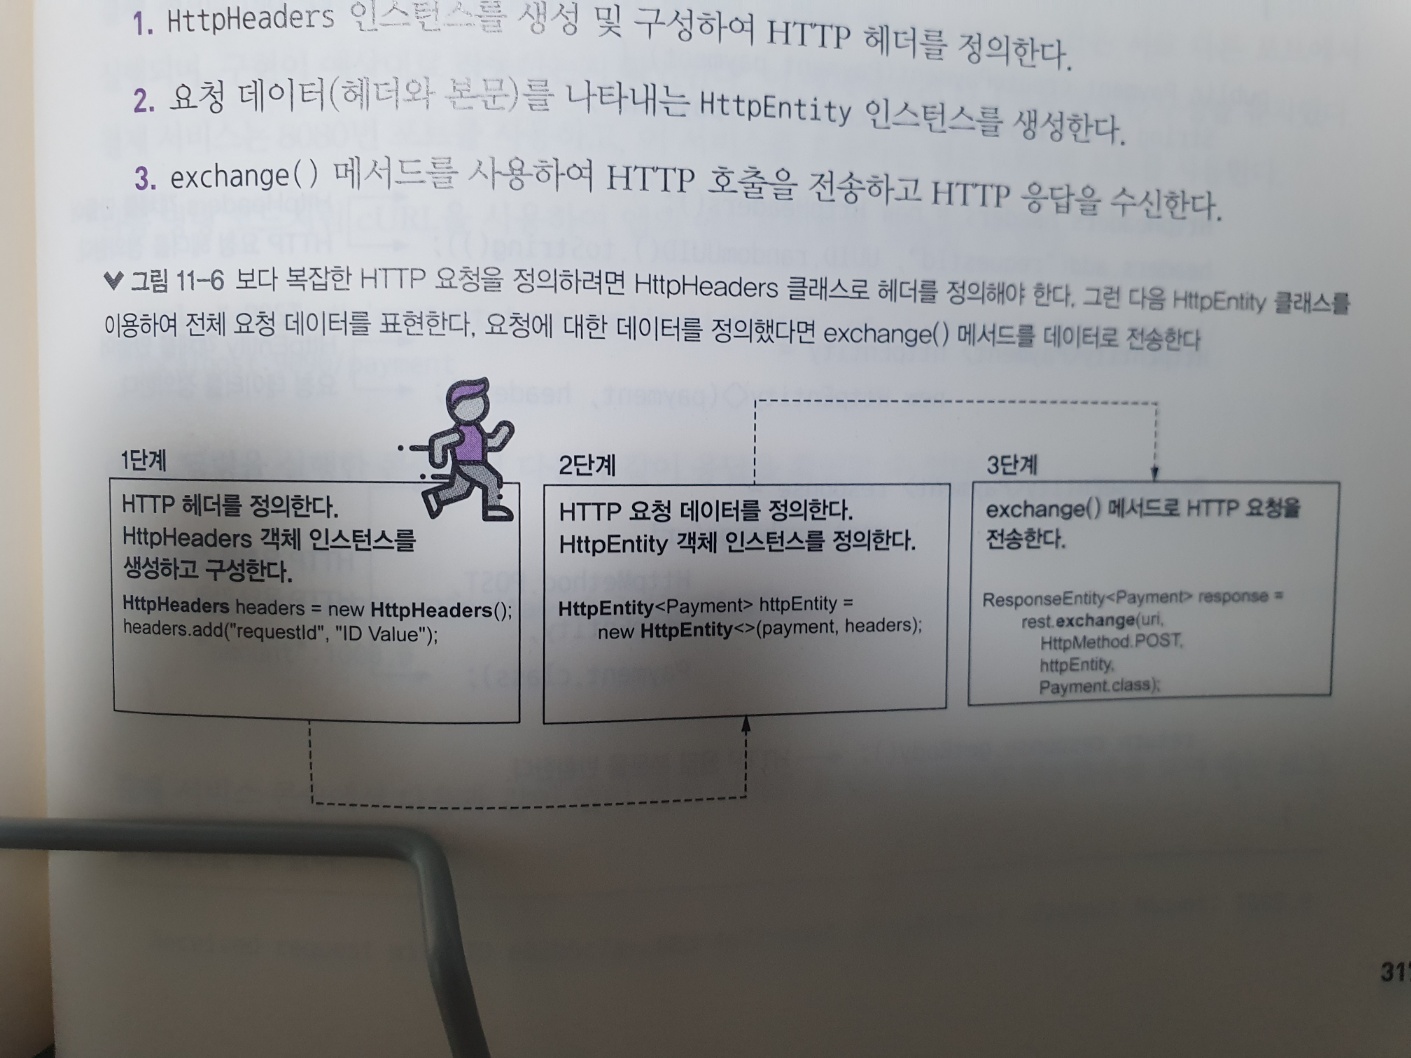 1. HttpHeaders 인스턴스를 생성 및 구성하여 HTTP 헤더를 정의한다.
2. 요청 데이터(헤더와 본문)를 나타내는 HttpEntity 인스턴스를 생성한다.
3. exchange() 메서드를 사용하여 HTTP 호출을 전송하고 HTTP 응답을 수신한다.
그림 11-6 보다 복잡한 HTTP 요청을 정의하려면 HttpHeaders 클래스로 헤더를 정의해야 한다. 그런 다음 HttpEntity 클래스를
이용하여 전체 요청 데이터를 표현한다. 요청에 대한 데이터를 정의했다면 exchange() 메서드를 데이터로 전송한다
1단계
HTTP 헤더를 정의한다.
HttpHeaders 객체 인스턴스를
생성하고 구성한다.
HttpHeaders headers = new HttpHeaders();
headers.add("requestId", "ID Value");
2단계
HTTP 요청 데이터를 정의한다.
HttpEntity 객체 인스턴스를 정의한다.
HttpEntity<Payment> httpEntity =
new HttpEntity<>(payment, headers);
3단계
exchange() 메서드로 HTTP 요청을
전송한다.
ResponseEntity<Payment> response =
rest.exchange(uri,
HttpMethod.POST,
httpEntity,
Payment.class);